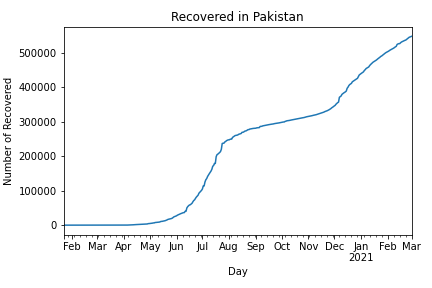 Recovered in Pakistan
Number of Recovered
500000
400000
300000
200000
100000
0
Feb Mar Apr May Jun Jul Aug Sep Oct Nov Dec Jan Feb Mar
2021
Day